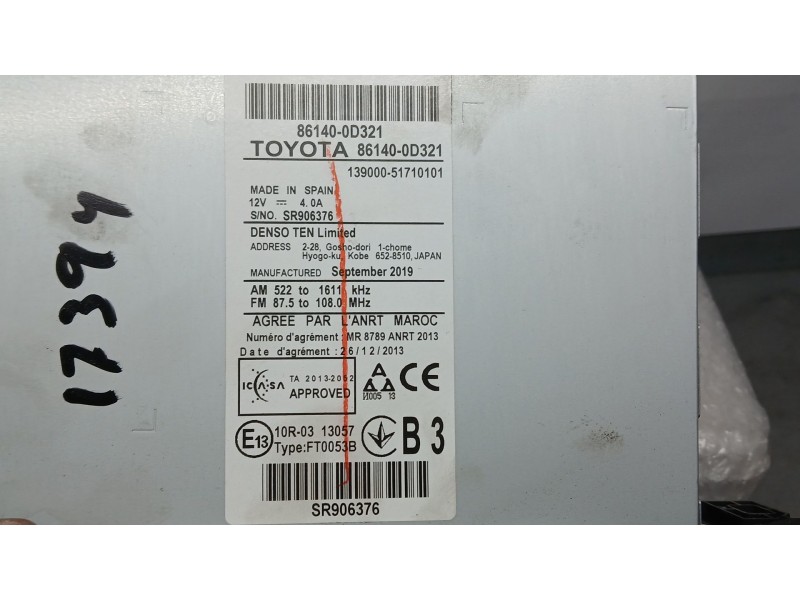 86140-0D321
TOYOTA 86140-0D321
139000-51710101
MADE IN SPAIN
12V 4.0A
S/NO. SR906376
DENSO TEN Limited
ADDRESS 2-28, Gosho-dori 1-chome
Hyogo-ku, Kobe 652-8510, JAPAN
MANUFACTURED September 2019
AM 522 to 1611 kHz
FM 87.5 to 108.0 MHz
AGREE PAR L'ANRT MAROC
Numéro d'agrément: MR 8789 ANRT 2013
Date d'agrément: 26/12/2013
ICASA TA 2013-2052
APPROVED
A
И005 13
CE
E13 10R-03 13057
Type:FT0053B
B 3
SR906376
17394